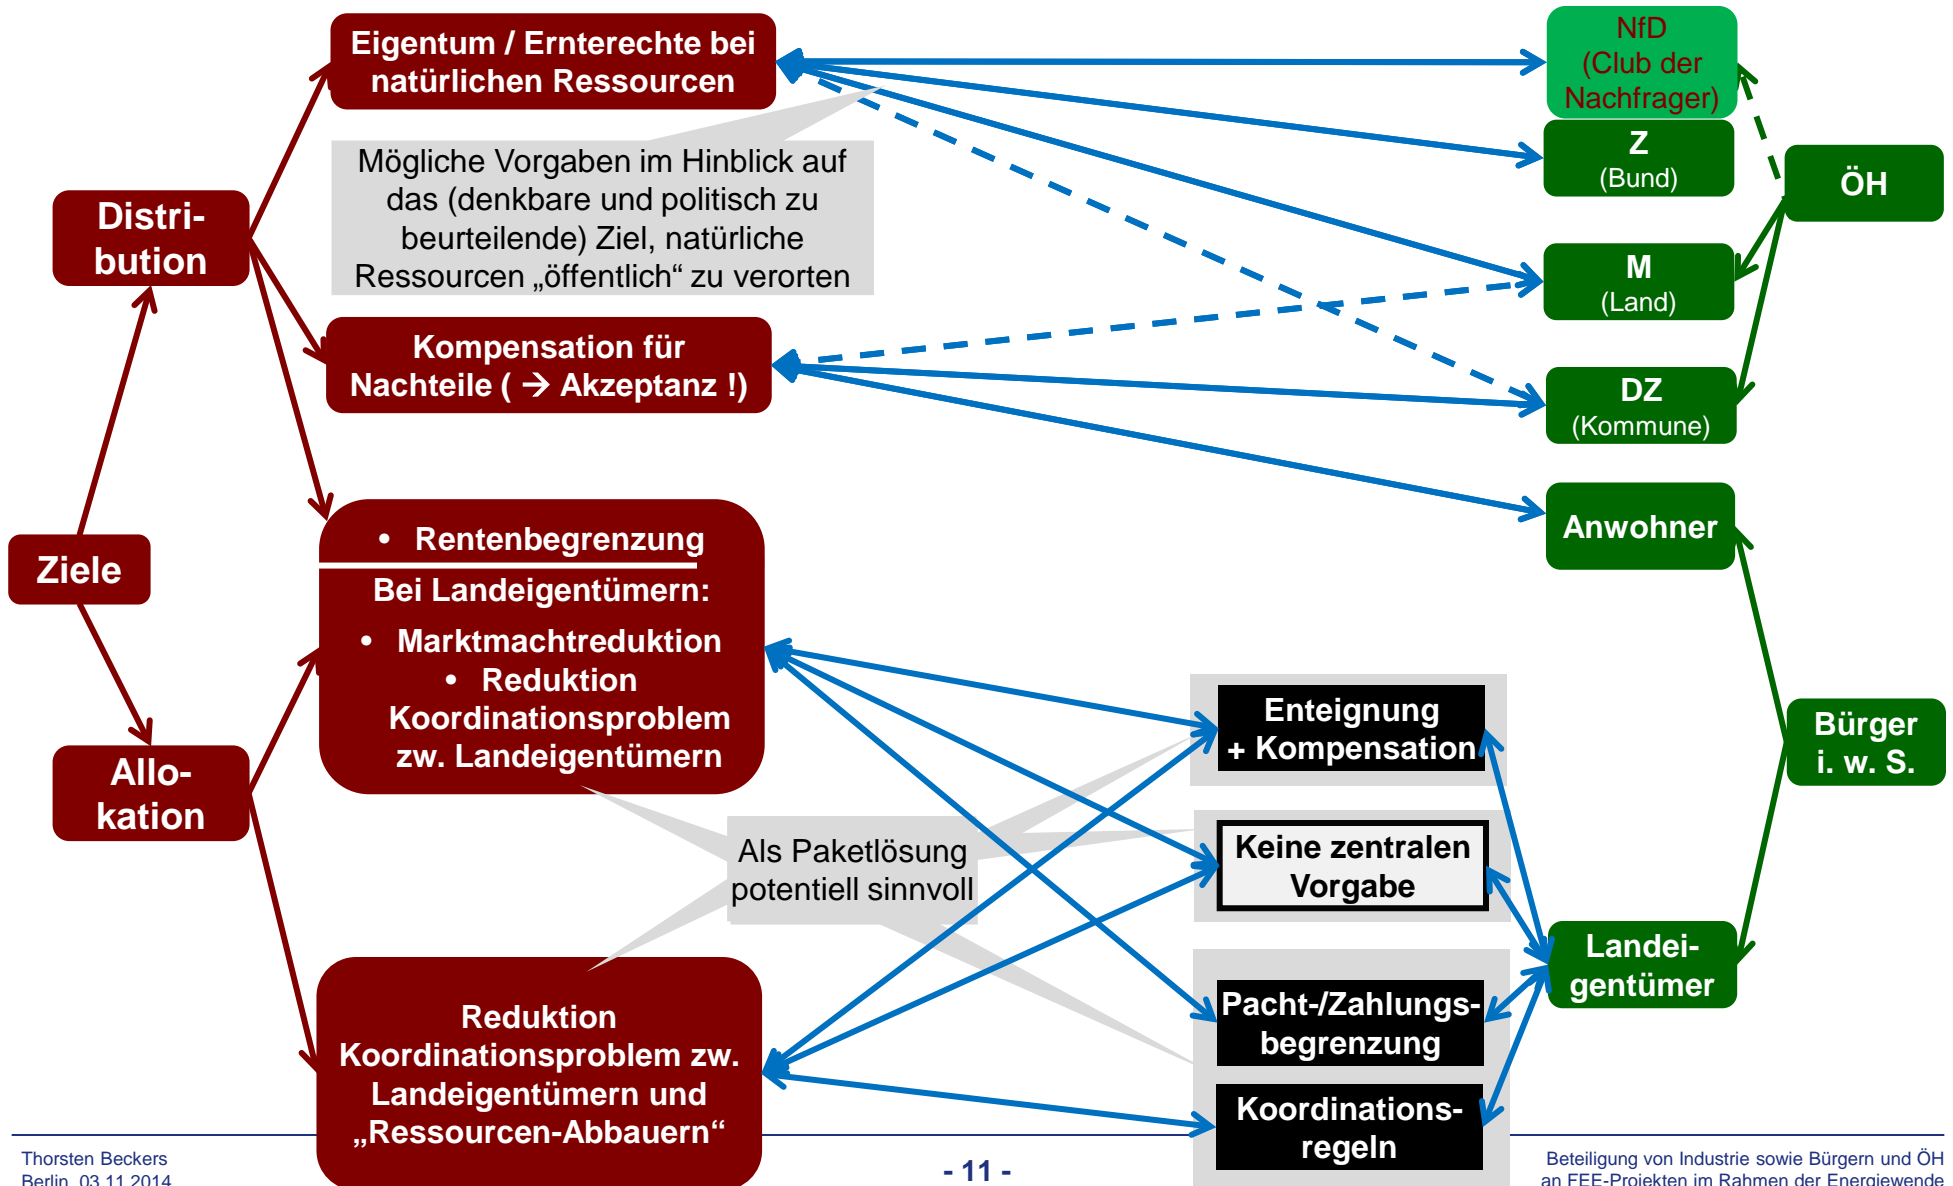 Eigentum / Ernterechte bei
natürlichen Ressourcen
Mögliche Vorgaben im Hinblick auf
das (denkbare und politisch zu
beurteilende) Ziel, natürliche
Ressourcen „öffentlich“ zu verorten
Distri-
bution
Kompensation für
Nachteile ( → Akzeptanz !)
Ziele
• Rentenbegrenzung
Bei Landeigentümern:
• Marktmachtreduktion
• Reduktion
Koordinationsproblem
zw. Landeigentümern
Allo-
kation
Als Paketlösung
potentiell sinnvoll
Reduktion
Koordinationsproblem zw.
Landeigentümern und
„Ressourcen-Abbauern“
Enteignung
+ Kompensation
Keine zentralen
Vorgabe
Pacht-/Zahlungs-
begrenzung
Koordinations-
regeln
NfD
(Club der
Nachfrager)
Z
(Bund)
M
(Land)
DZ
(Kommune)
Anwohner
Landei-
gentümer
ÖH
Bürger
i. w. S.
Thorsten Beckers
Berlin, 03.11.2014
- 11 -
Beteiligung von Industrie sowie Bürgern und ÖH
an FEE-Projekten im Rahmen der Energiewende